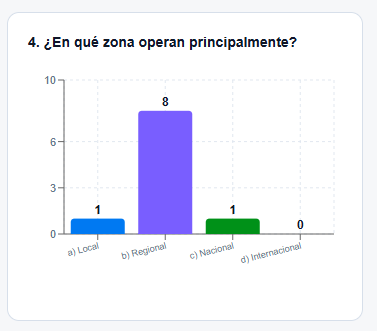 4. ¿En qué zona operan principalmente?
10
8
6
3
1
1
0
0
a) Local
b) Regional
c) Nacional
d) Internacional